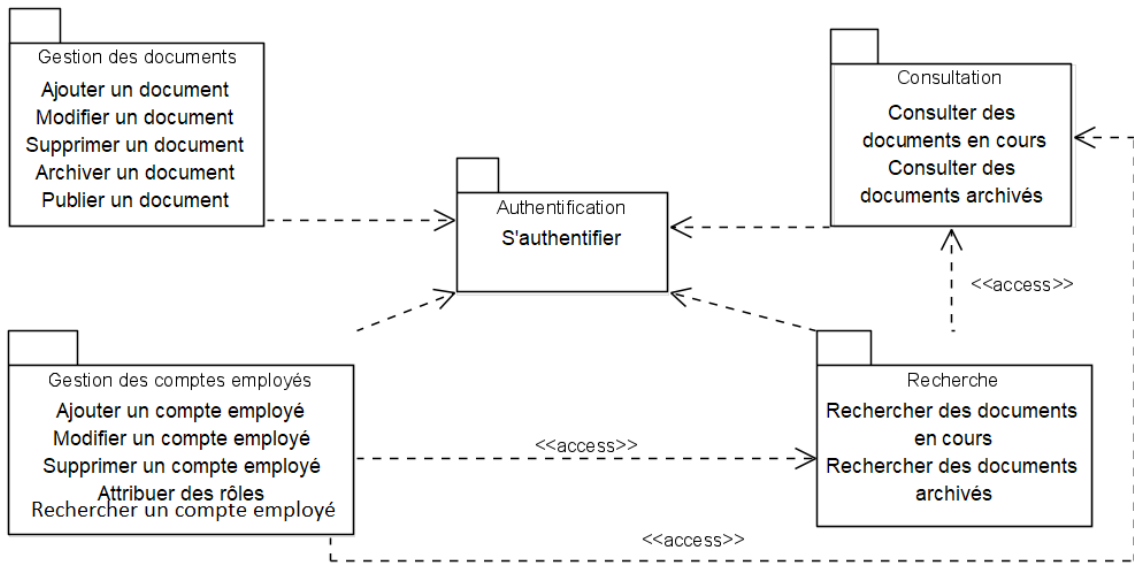 Gestion des documents
Ajouter un document
Modifier un document
Supprimer un document
Archiver un document
Publier un document
Consultation
Consulter des
documents en cours
Consulter des
documents archivés
Authentification
S'authentifier
<<access>>
Gestion des comptes employés
Ajouter un compte employé
Modifier un compte employé
Supprimer un compte employé
Attribuer des rôles
Rechercher un compte employé
<<access>>
Recherche
Rechercher des documents
en cours
Rechercher des documents
archivés
<<access>>